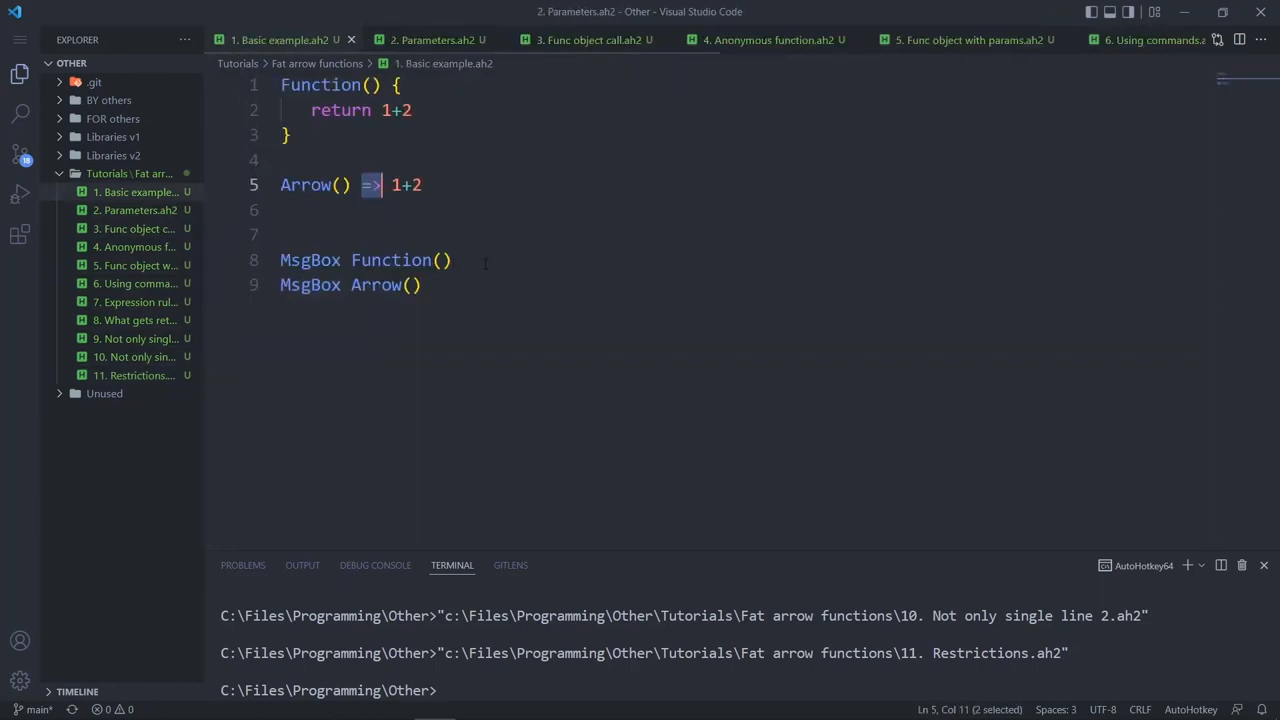 2. Parameters.ah2 - Other - Visual Studio Code
EXPLORER
OTHER
.git
BY others
FOR others
Libraries v1
Libraries v2
Tutorials \ Fat arr...
1. Basic example... U
2. Parameters.ah2 U
3. Func object c... U
4. Anonymous f... U
5. Func object w... U
6. Using comma... U
7. Expression rul... U
8. What gets ret... U
9. Not only singl... U
10. Not only sin... U
11. Restrictions.... U
Unused
TIMELINE
18
1. Basic example.ah2 U
2. Parameters.ah2 U
3. Func object call.ah2 U
4. Anonymous function.ah2 U
5. Func object with params.ah2 U
6. Using commands.a
Tutorials > Fat arrow functions > 1. Basic example.ah2
1 Function() {
2 return 1+2
3 }
4
5 Arrow() => 1+2
6
7
8 MsgBox Function()
9 MsgBox Arrow()
PROBLEMS OUTPUT DEBUG CONSOLE TERMINAL GITLENS
AutoHotkey64
C:\Files\Programming\Other>"c:\Files\Programming\Other\Tutorials\Fat arrow functions\10. Not only single line 2.ah2"
C:\Files\Programming\Other>"c:\Files\Programming\Other\Tutorials\Fat arrow functions\11. Restrictions.ah2"
C:\Files\Programming\Other>
main* 0 0 Ln 5, Col 11 (2 selected) Spaces: 3 UTF-8 CRLF AutoHotkey